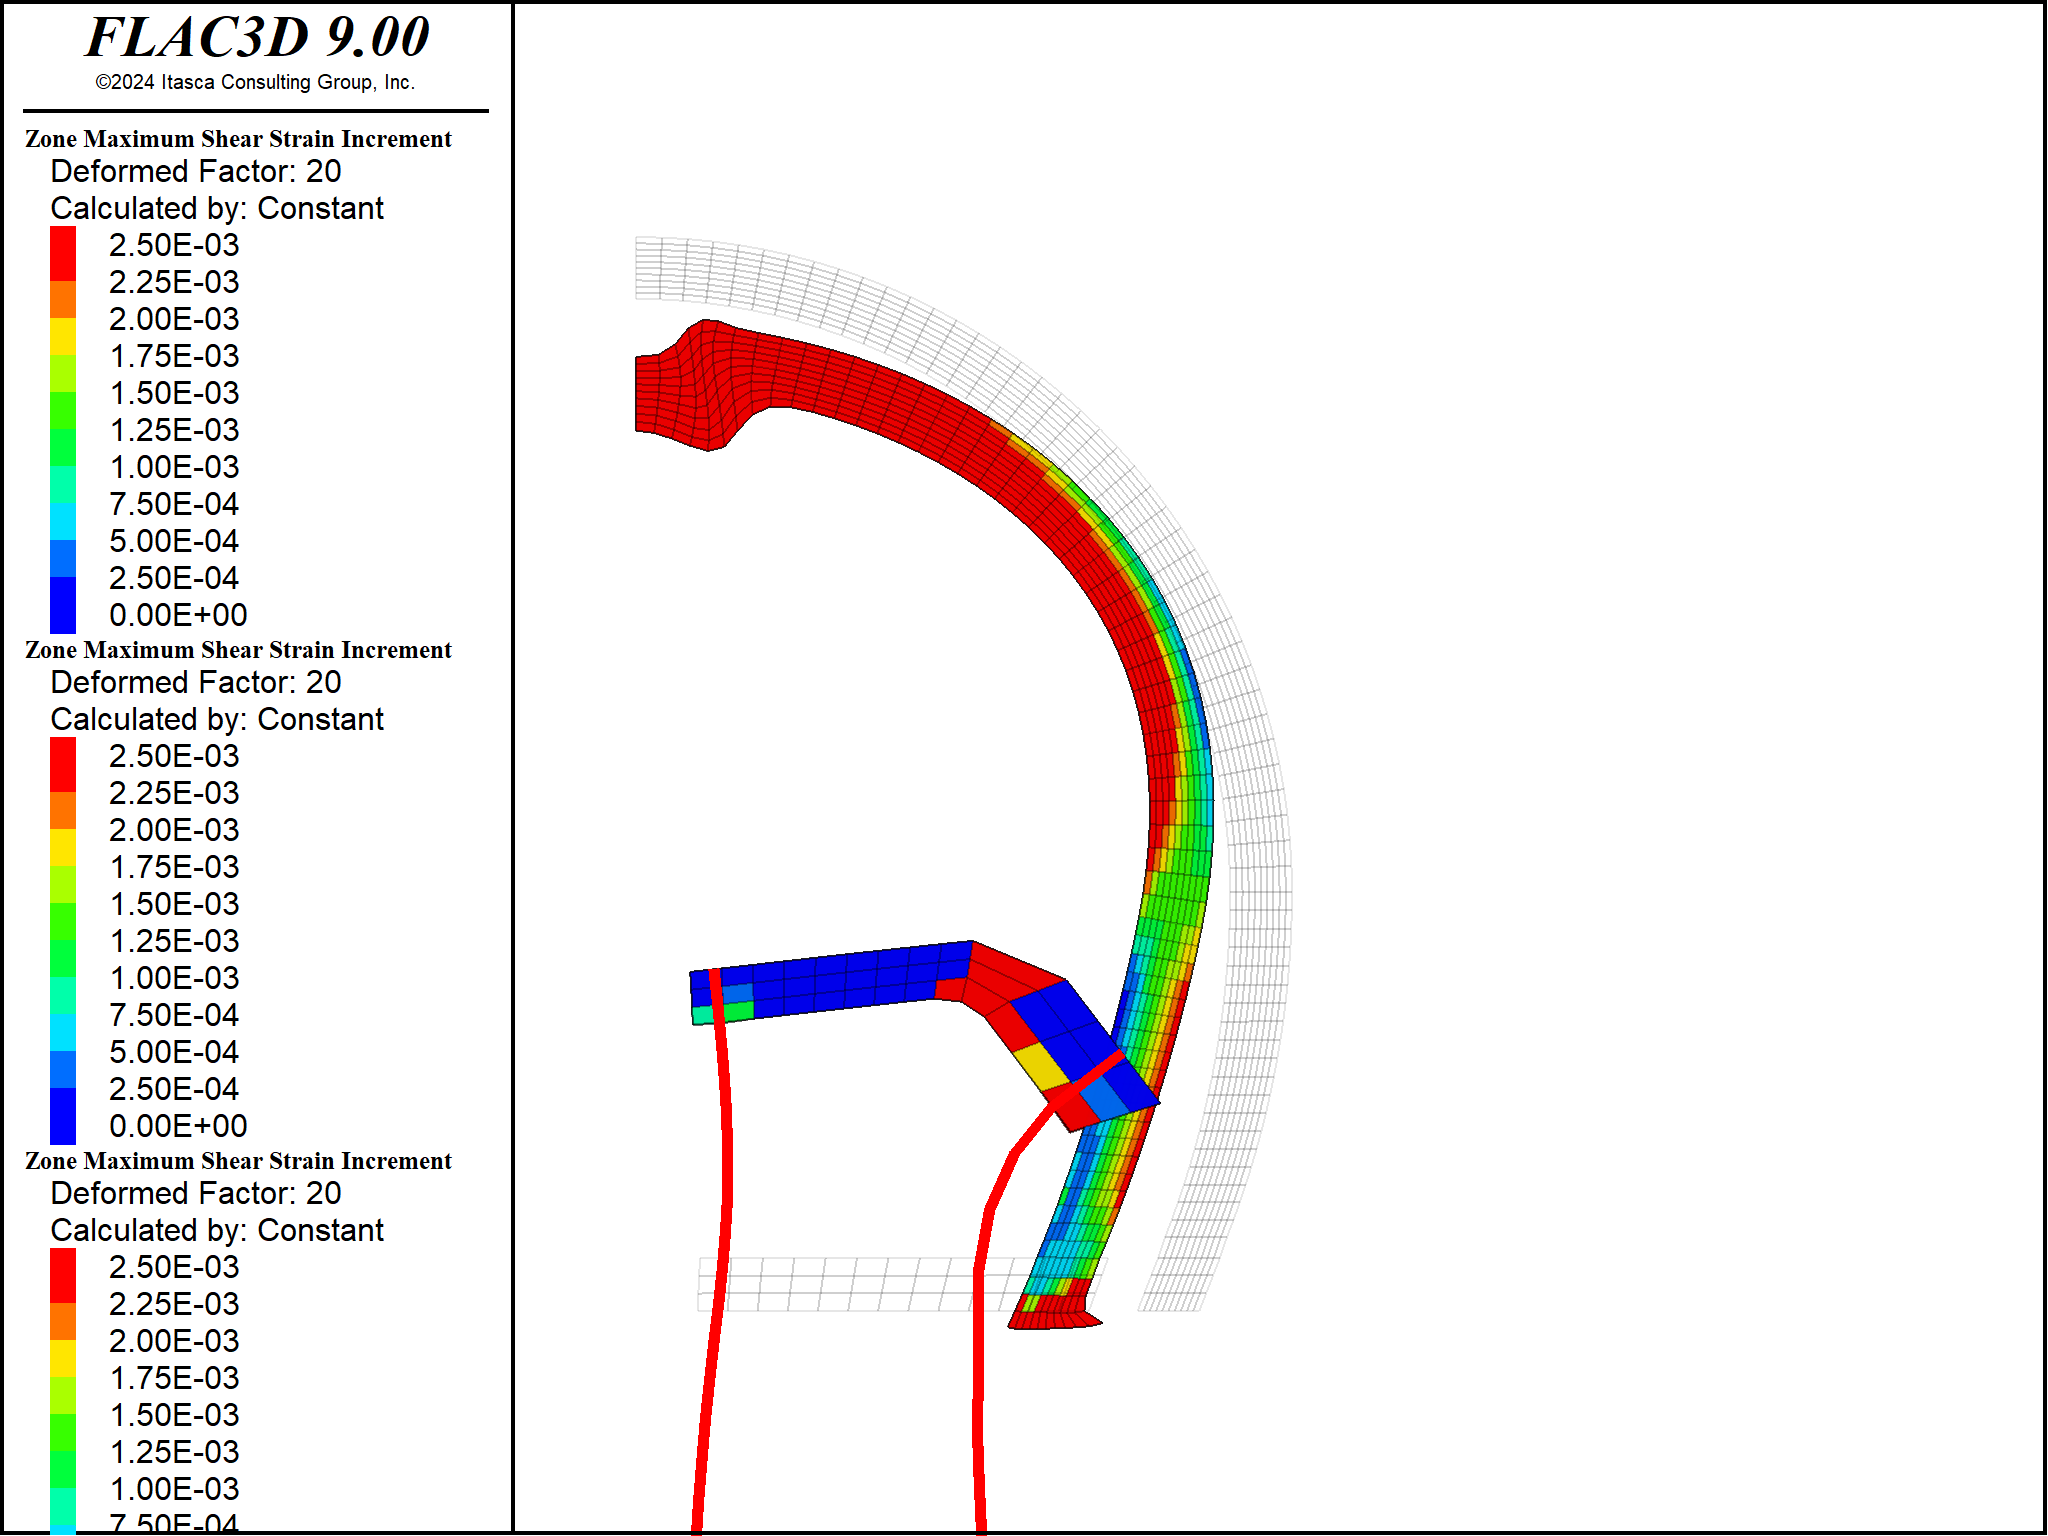 FLAC3D 9.00
©2024 Itasca Consulting Group, Inc.
Zone Maximum Shear Strain Increment
Deformed Factor: 20
Calculated by: Constant
2.50E-03
2.25E-03
2.00E-03
1.75E-03
1.50E-03
1.25E-03
1.00E-03
7.50E-04
5.00E-04
2.50E-04
0.00E+00
Zone Maximum Shear Strain Increment
Deformed Factor: 20
Calculated by: Constant
2.50E-03
2.25E-03
2.00E-03
1.75E-03
1.50E-03
1.25E-03
1.00E-03
7.50E-04
5.00E-04
2.50E-04
0.00E+00
Zone Maximum Shear Strain Increment
Deformed Factor: 20
Calculated by: Constant
2.50E-03
2.25E-03
2.00E-03
1.75E-03
1.50E-03
1.25E-03
1.00E-03
7.50E-04